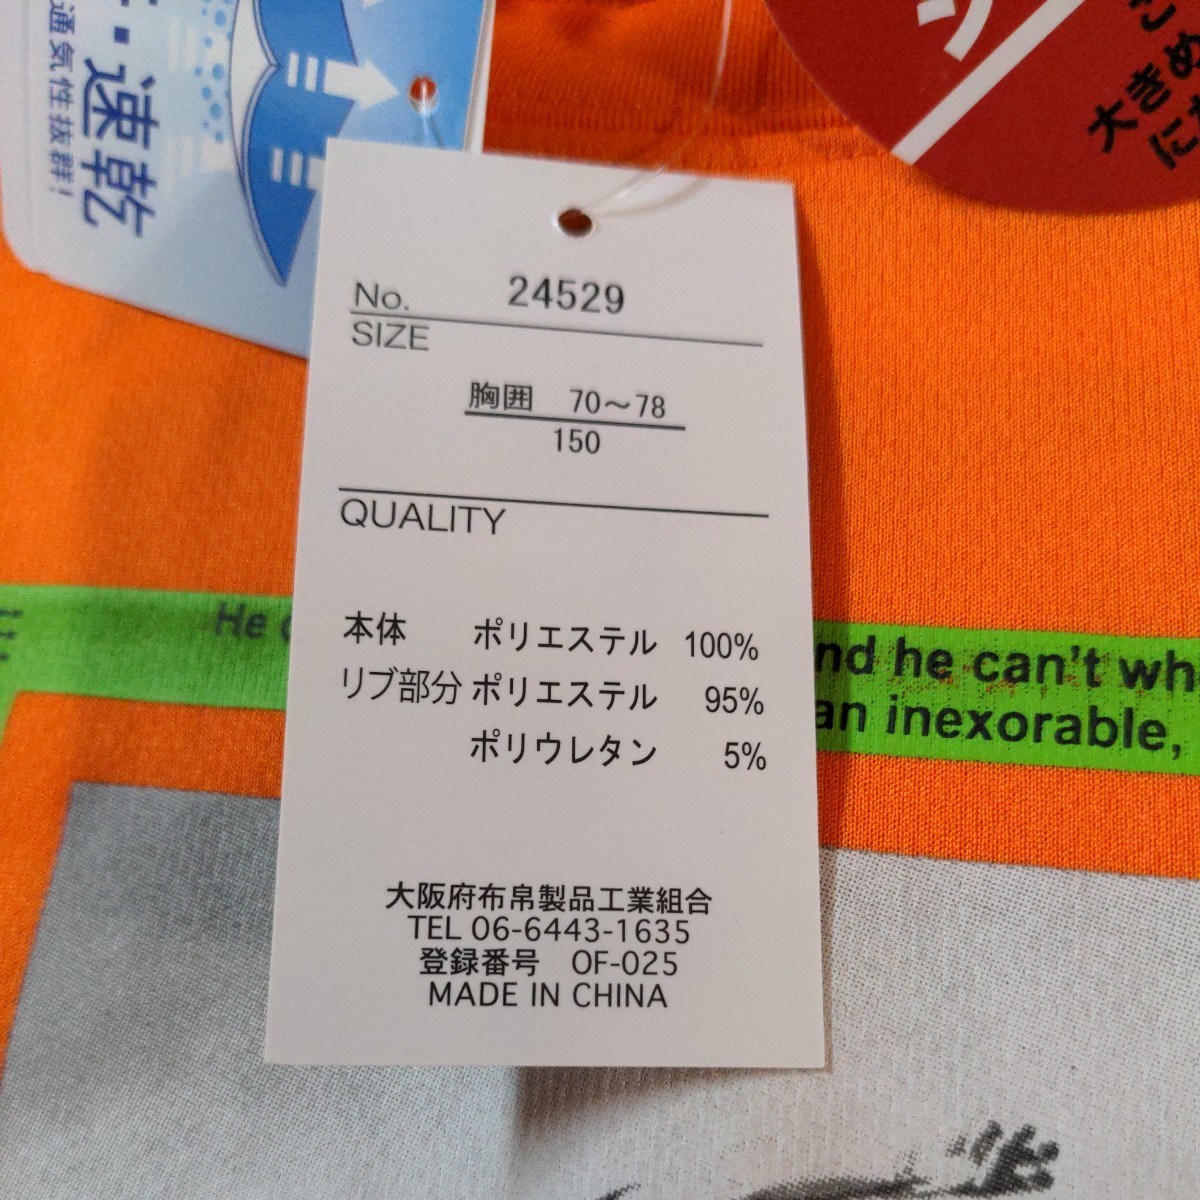 速乾
通気性抜群!
ン
大きめ
に
No. 24529
SIZE
胸囲 70～78
150
QUALITY
本体 ポリエステル 100%
リブ部分 ポリエステル 95%
ポリウレタン 5%
大阪府布帛製品工業組合
TEL 06-6443-1635
登録番号 OF-025
MADE IN CHINA
He
nd he can't wh
an inexorable,